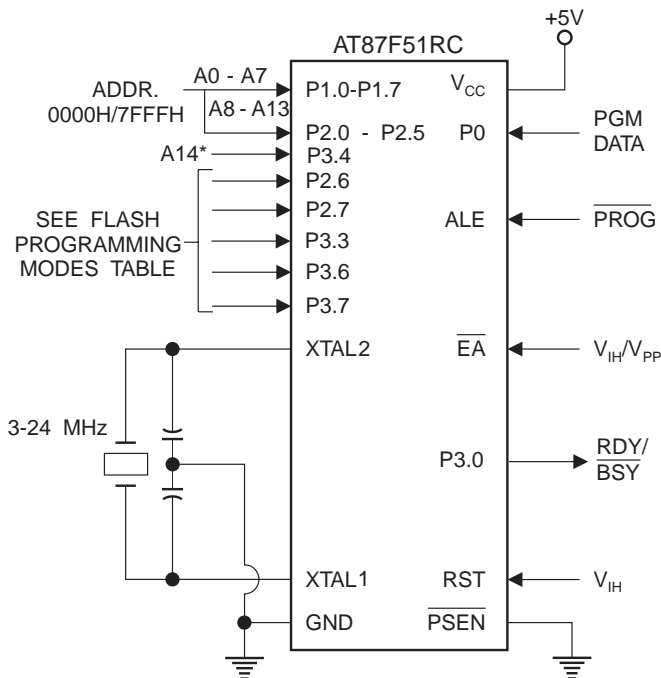 +5V
AT87F51RC
ADDR.
0000H/7FFFH
A0 - A7
P1.0-P1.7
VCC
A8 - A13
P2.0 - P2.5
P0
PGM
DATA
A14*
P3.4
P2.6
SEE FLASH
PROGRAMMING
MODES TABLE
P2.7
ALE
PROG
P3.3
P3.6
P3.7
XTAL2
EA
VIH/VPP
3-24 MHz
P3.0
RDY/
BSY
XTAL1
RST
VIH
GND
PSEN